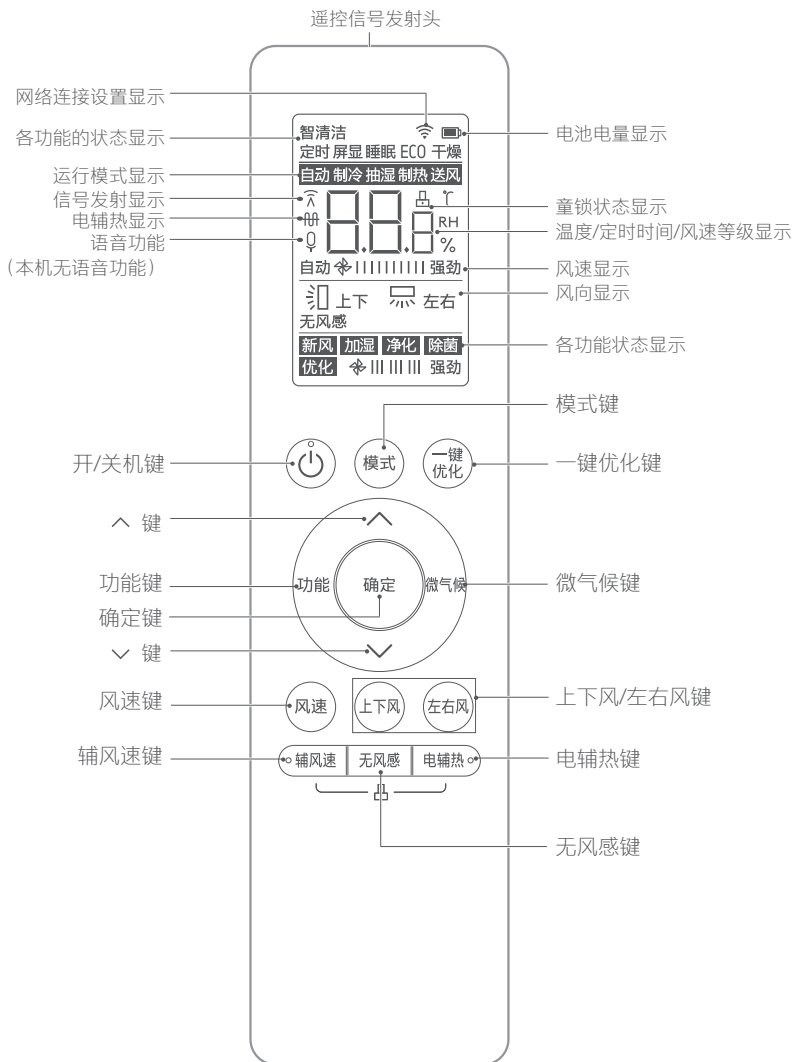 遥控信号发射头
网络连接设置显示
各功能的状态显示
运行模式显示
信号发射显示
电辅热显示
语音功能
（本机无语音功能）
智清洁
定时 屏显 睡眠 ECO 干燥
自动 制冷 抽湿 制热 送风
88.8
℃
RH
%
自动 强劲
上下 左右
无风感
新风 加湿 净化 除菌
优化 强劲
电池电量显示
童锁状态显示
温度/定时时间/风速等级显示
风速显示
风向显示
各功能状态显示
模式键
开/关机键
模式
一键
优化
一键优化键
键
功能键
功能
确定
微气候
微气候键
确定键
键
风速键
风速
上下风
左右风
上下风/左右风键
辅风速键
辅风速
无风感
电辅热
电辅热键
无风感键